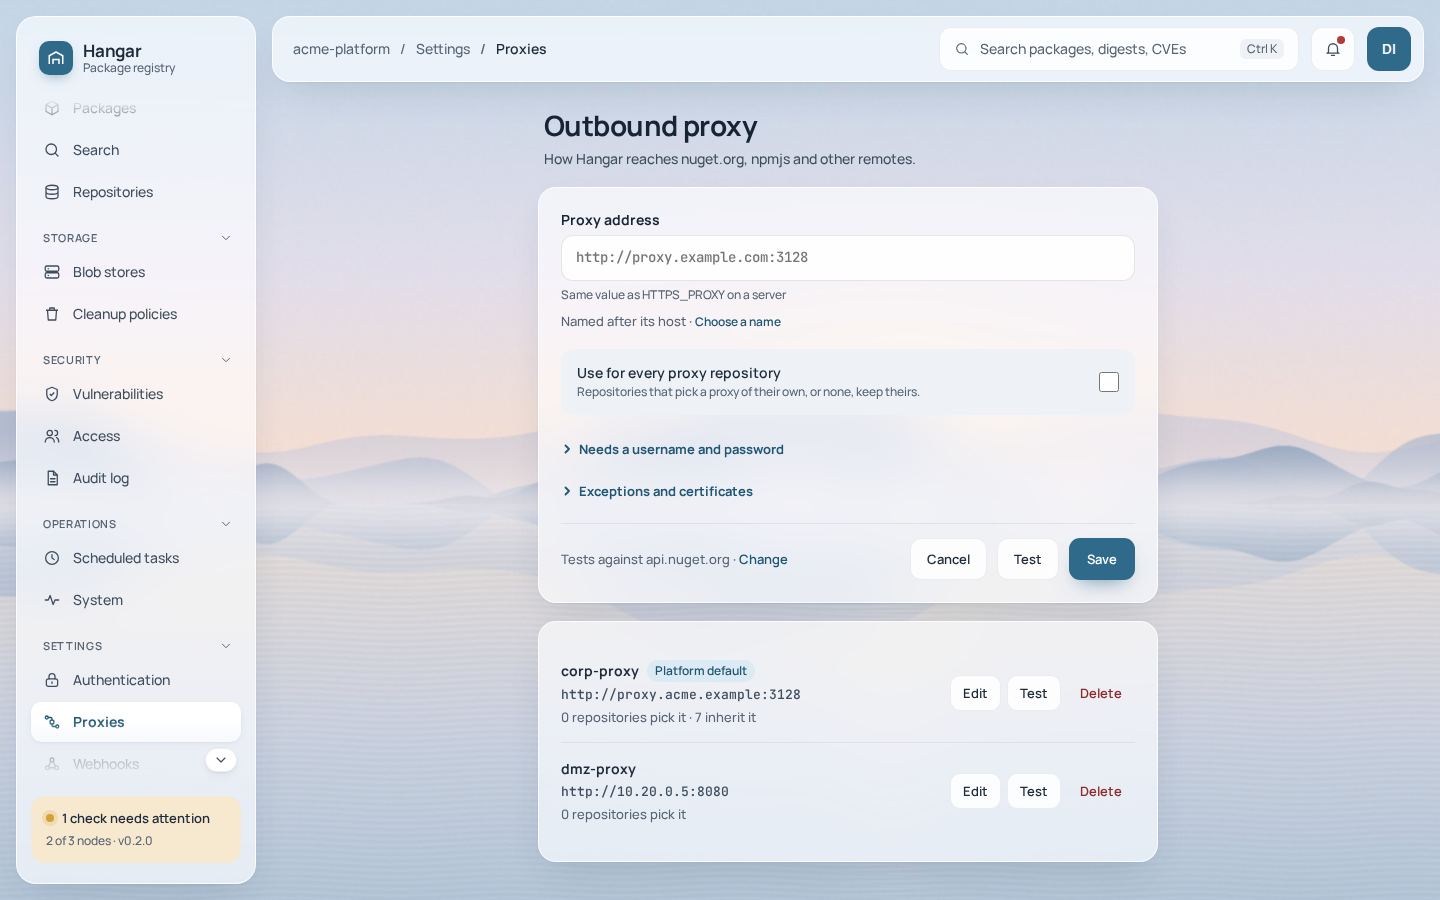 Hangar
Package registry
Packages
Search
Repositories
STORAGE
Blob stores
Cleanup policies
SECURITY
Vulnerabilities
Access
Audit log
OPERATIONS
Scheduled tasks
System
SETTINGS
Authentication
Proxies
Webhooks
1 check needs attention
2 of 3 nodes · v0.2.0
acme-platform / Settings / Proxies
Search packages, digests, CVEs Ctrl K
DI
Outbound proxy
How Hangar reaches nuget.org, npmjs and other remotes.
Proxy address
http://proxy.example.com:3128
Same value as HTTPS_PROXY on a server
Named after its host · Choose a name
Use for every proxy repository
Repositories that pick a proxy of their own, or none, keep theirs.
Needs a username and password
Exceptions and certificates
Tests against api.nuget.org · Change Cancel Test Save
corp-proxy Platform default
http://proxy.acme.example:3128
0 repositories pick it · 7 inherit it
Edit Test Delete
dmz-proxy
http://10.20.0.5:8080
0 repositories pick it
Edit Test Delete